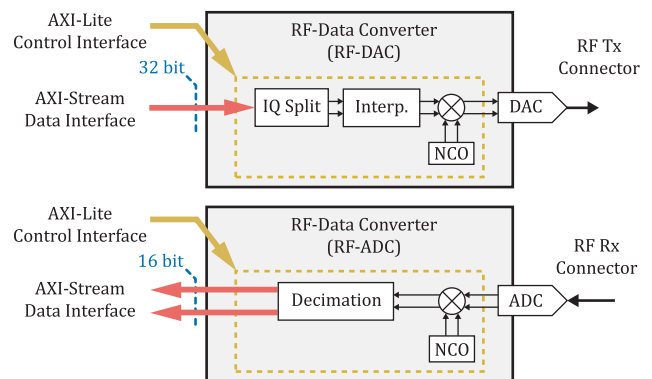 AXI-Lite
Control Interface
32 bit
AXI-Stream
Data Interface
RF-Data Converter
(RF-DAC)
IQ Split
Interp.
NCO
DAC
RF Tx
Connector
AXI-Lite
Control Interface
16 bit
AXI-Stream
Data Interface
RF-Data Converter
(RF-ADC)
Decimation
NCO
ADC
RF Rx
Connector